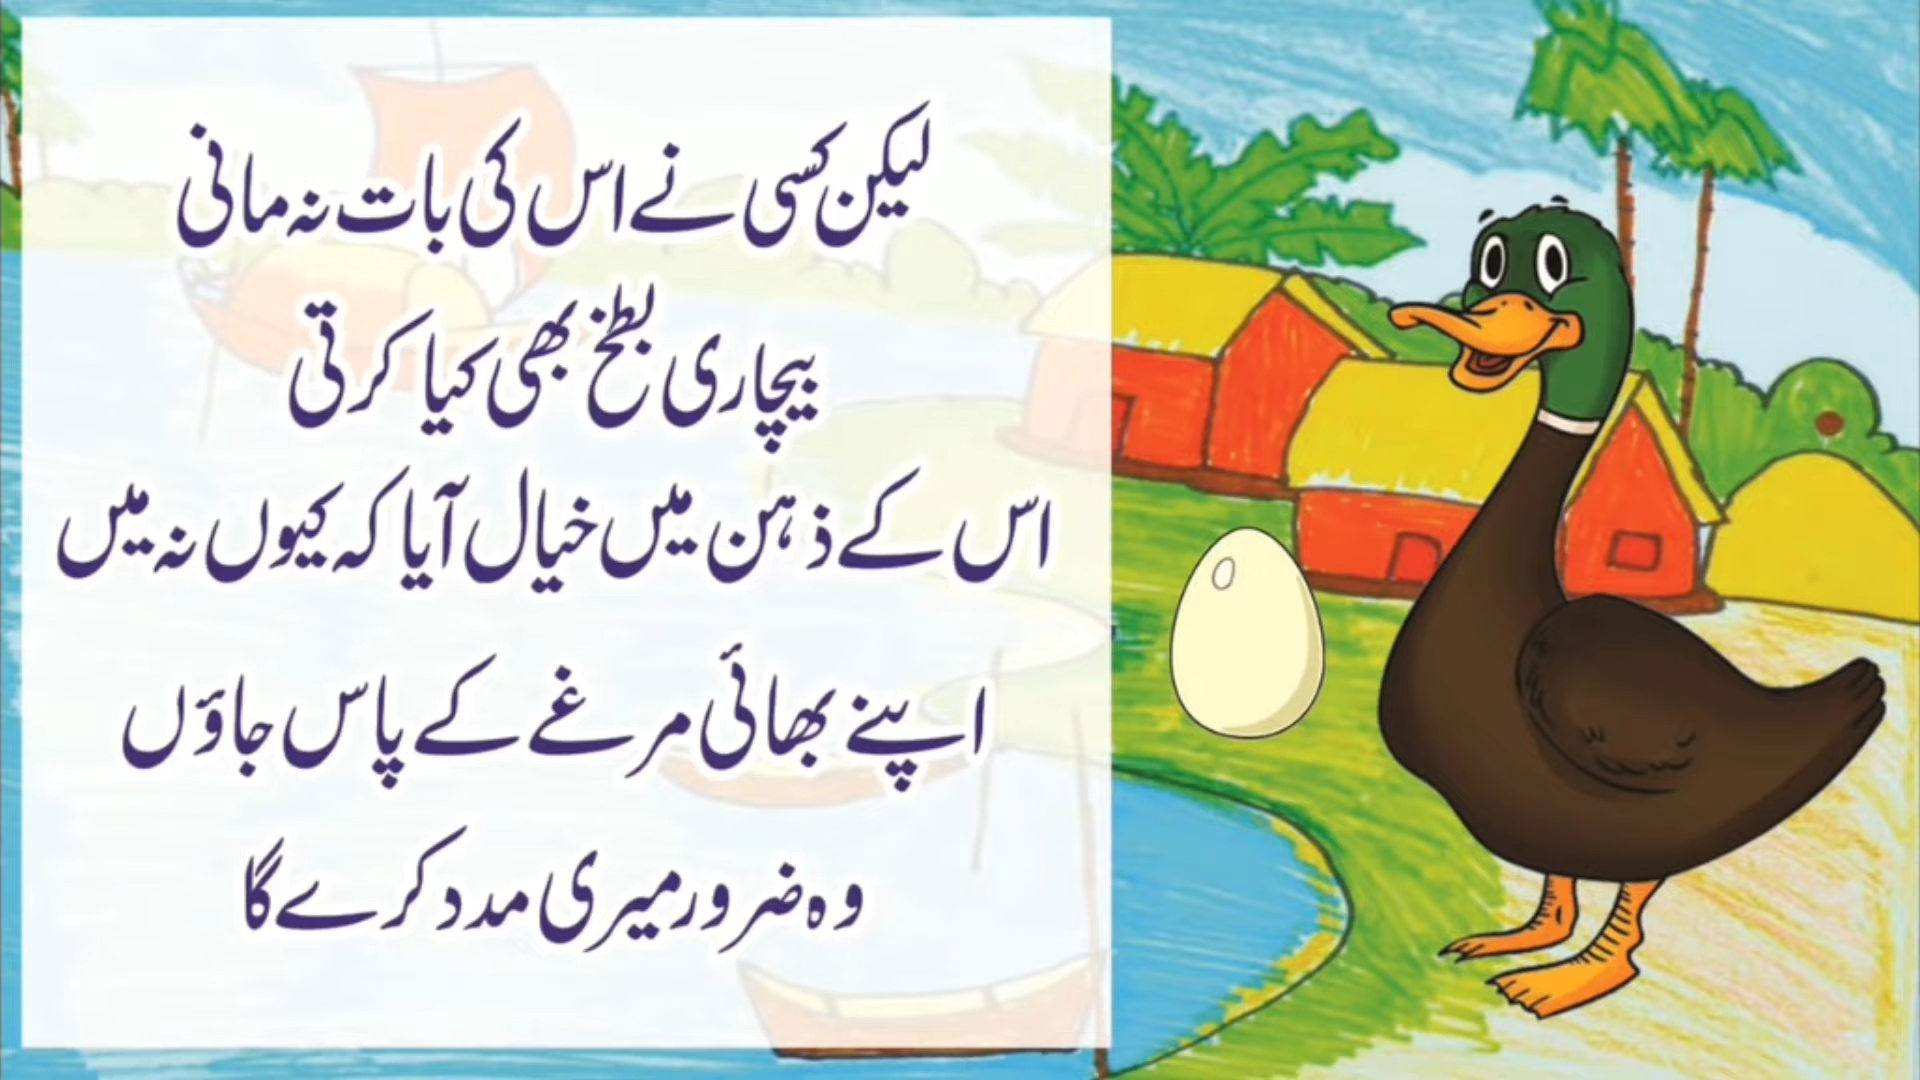 لیکن کسی نے اس کی بات نہ مانی
بیچاری بطخ بھی کیا کرتی
اس کے ذہن میں خیال آیا کہ کیوں نہ میں
اپنے بھائی مرغے کے پاس جاؤں
وہ ضرور میری مدد کرے گا